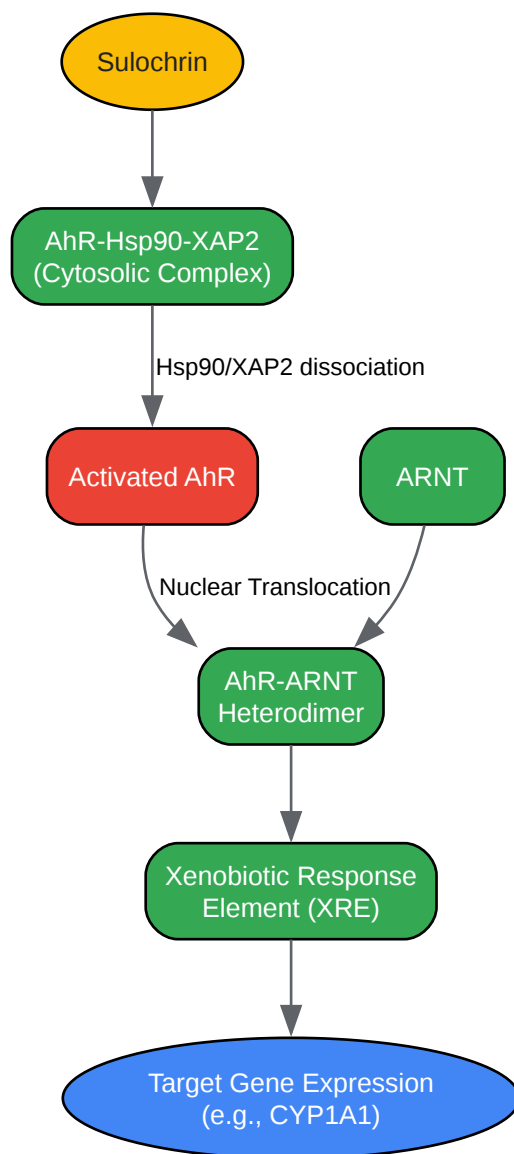 Sulochrin
AhR-Hsp90-XAP2
(Cytosolic Complex)
Hsp90/XAP2 dissociation
Activated AhR
ARNT
Nuclear Translocation
AhR-ARNT
Heterodimer
Xenobiotic Response
Element (XRE)
Target Gene Expression
(e.g., CYP1A1)